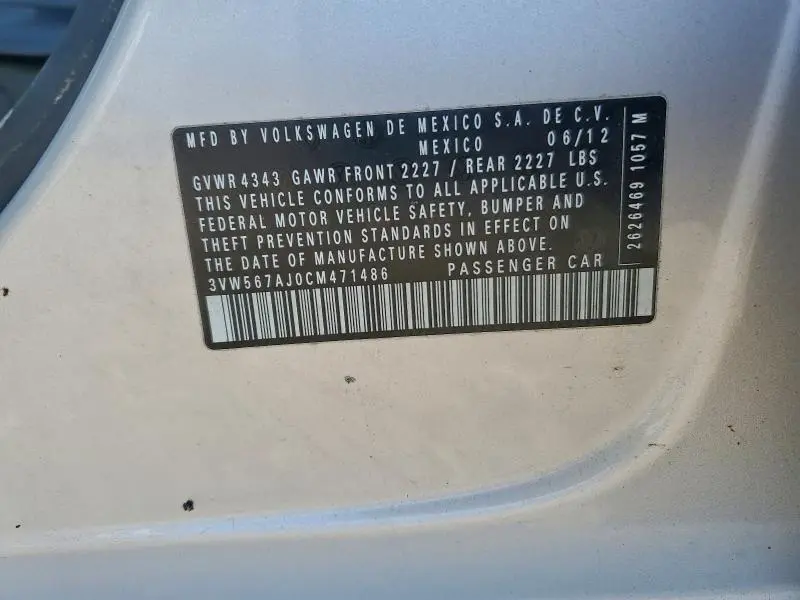 MFD BY VOLKSWAGEN DE MEXICO S.A. DE C.V.
MEXICO 06/12
GVWR 4343 GAWR FRONT 2227 / REAR 2227 LBS
THIS VEHICLE CONFORMS TO ALL APPLICABLE U.S.
FEDERAL MOTOR VEHICLE SAFETY, BUMPER AND
THEFT PREVENTION STANDARDS IN EFFECT ON
THE DATE OF MANUFACTURE SHOWN ABOVE.
3VW567AJ0CM471486 PASSENGER CAR
2626469 1057 M